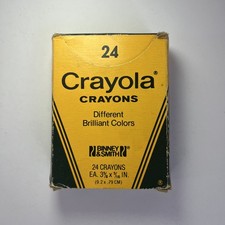 24
Crayola®
CRAYONS
Different
Brilliant Colors
BINNEY
& SMITH
24 CRAYONS
EA. 3⅝ x 5/16 IN.
(9.2 x .79 CM)